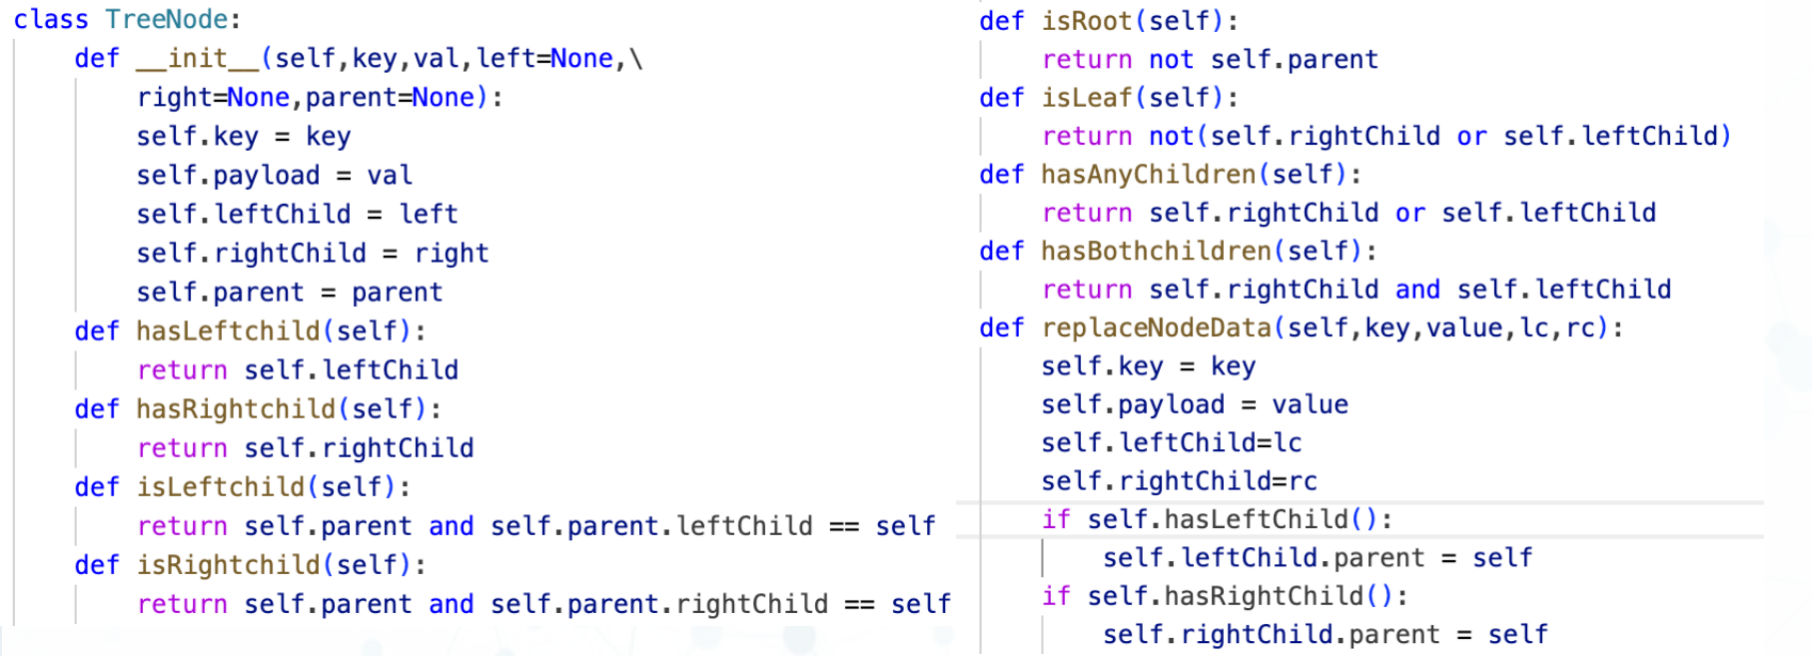 class TreeNode:
    def __init__(self,key,val,left=None,\
        right=None,parent=None):
        self.key = key
        self.payload = val
        self.leftChild = left
        self.rightChild = right
        self.parent = parent
    def hasLeftchild(self):
        return self.leftChild
    def hasRightchild(self):
        return self.rightChild
    def isLeftchild(self):
        return self.parent and self.parent.leftChild == self
    def isRightchild(self):
        return self.parent and self.parent.rightChild == self
def isRoot(self):
    return not self.parent
def isLeaf(self):
    return not(self.rightChild or self.leftChild)
def hasAnyChildren(self):
    return self.rightChild or self.leftChild
def hasBothchildren(self):
    return self.rightChild and self.leftChild
def replaceNodeData(self,key,value,lc,rc):
    self.key = key
    self.payload = value
    self.leftChild=lc
    self.rightChild=rc
    if self.hasLeftChild():
        self.leftChild.parent = self
    if self.hasRightChild():
        self.rightChild.parent = self